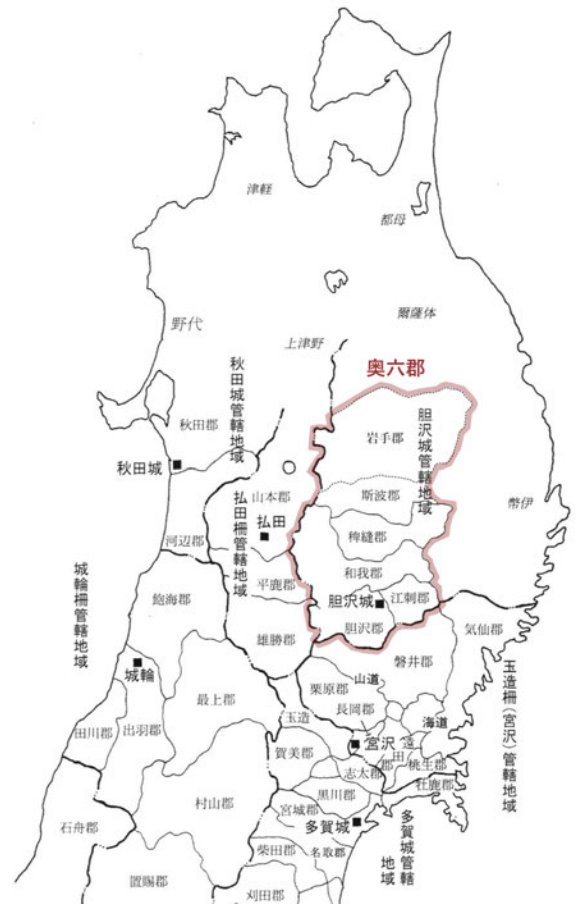 津軽
都母
爾薩体
野代
上津野
奥六郡
秋田城管轄地域
胆沢城管轄地域
秋田郡
岩手郡
秋田城
斯波郡
幣伊
山本郡
払田柵管轄地域
払田
稗縫郡
河辺郡
和我郡
平鹿郡
胆沢城
江刺郡
城輪柵管轄地域
飽海郡
雄勝郡
胆沢郡
気仙郡
磐井郡
城輪
山道
栗原郡
玉造柵(宮沢)管轄地域
最上郡
長岡郡
田川郡
出羽郡
玉造
海道
宮沢
賀美郡
遠田郡
桃生郡
志太郡
牡鹿郡
村山郡
黒川郡
石舟郡
宮城郡
多賀城
多賀城管轄地域
柴田郡
名取郡
置賜郡
刈田郡